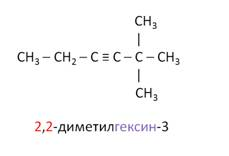 CH₃
|
CH₃ – CH₂ – C ≡ C – C – CH₃
|
CH₃
2,2-диметилгексин-3